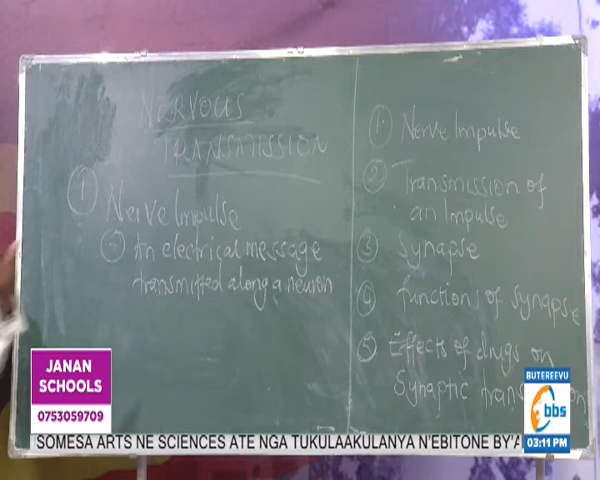 NERVOUS
TRANSMISSION
① Nerve Impulse
An electrical message
transmitted along a neuron
① Nerve Impulse
② Transmission of
an Impulse
③ Synapse
④ functions of Synapse
⑤ Effects of drugs on
Synaptic
JANAN
SCHOOLS
0753059709
BUTEREEVU
bbs
03:11 PM
SOMESA ARTS NE SCIENCES ATE NGA TUKULAAKULANYA N'EBITONE BY'A